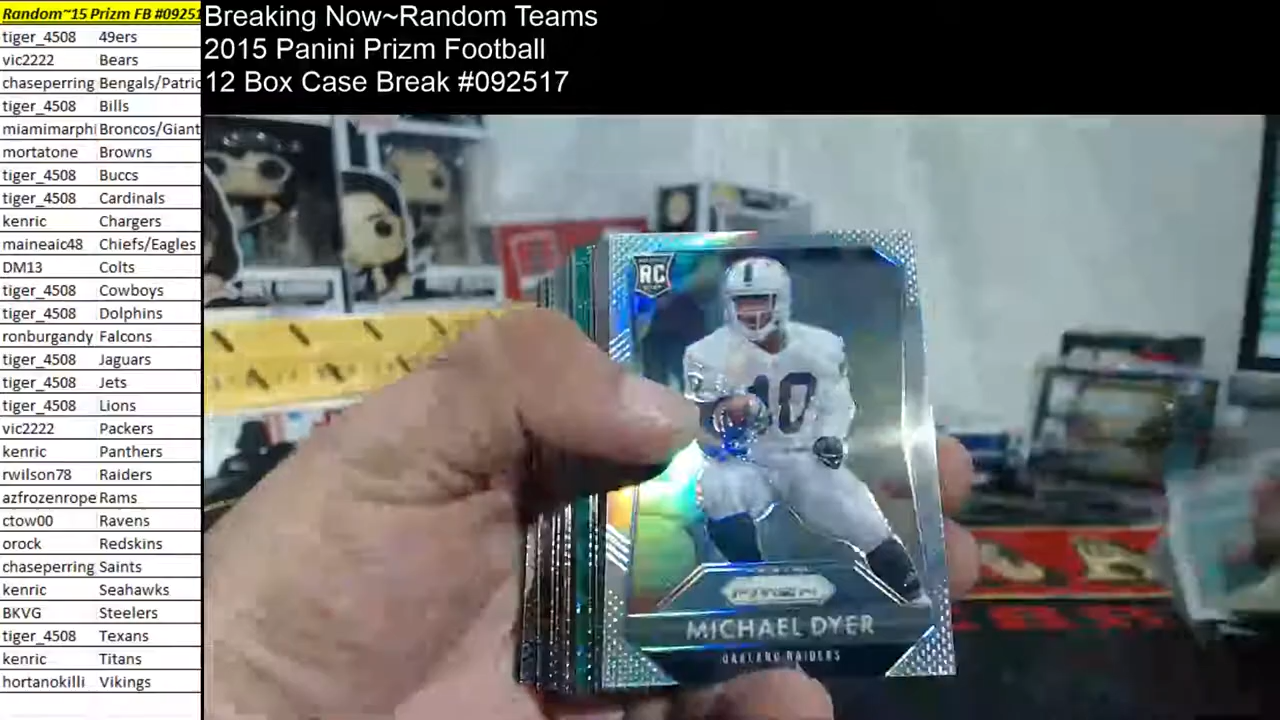 Random~15 Prizm FB #09251
tiger_4508 49ers
vic2222 Bears
chaseperring Bengals/Patric
tiger_4508 Bills
miamimarphi Broncos/Giant
mortatone Browns
tiger_4508 Buccs
tiger_4508 Cardinals
kenric Chargers
maineaic48 Chiefs/Eagles
DM13 Colts
tiger_4508 Cowboys
tiger_4508 Dolphins
ronburgandy Falcons
tiger_4508 Jaguars
tiger_4508 Jets
tiger_4508 Lions
vic2222 Packers
kenric Panthers
rwilson78 Raiders
azfrozenrope Rams
ctow00 Ravens
orock Redskins
chaseperring Saints
kenric Seahawks
BKVG Steelers
tiger_4508 Texans
kenric Titans
hortanokilli Vikings
Breaking Now~Random Teams
2015 Panini Prizm Football
12 Box Case Break #092517
RC
PRIZM
MICHAEL DYER
OAKLAND RAIDERS